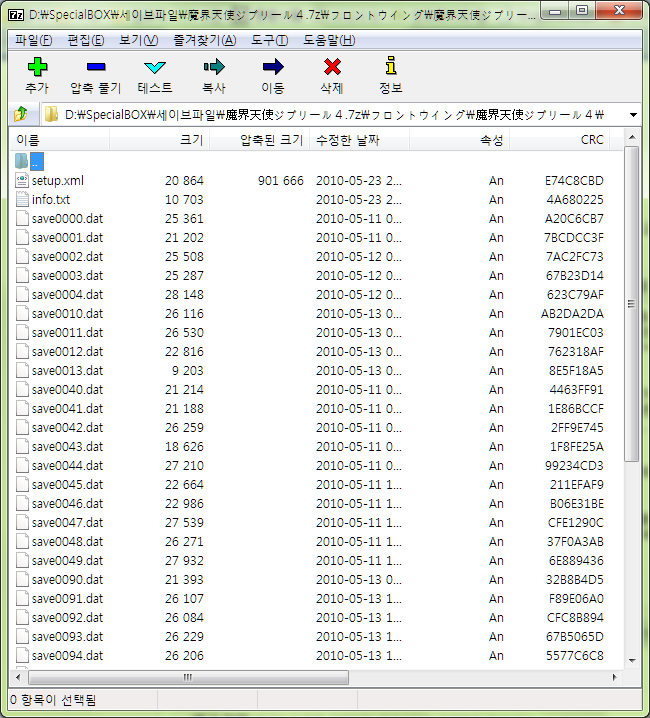 D:₩SpecialBOX₩세이브파일₩魔界天使ジブリール４.7z₩フロントウイング₩魔界天使ジブリー...
파일(F) 편집(E) 보기(V) 즐겨찾기(A) 도구(T) 도움말(H)
추가 압축 풀기 테스트 복사 이동 삭제 정보
D:₩SpecialBOX₩세이브파일₩魔界天使ジブリール４.7z₩フロントウイング₩魔界天使ジブリール４₩
이름 크기 압축된 크기 수정한 날짜 속성 CRC
..
setup.xml 20 864 901 666 2010-05-23 2... An E74C8CBD
info.txt 10 703 2010-05-23 2... An 4A680225
save0000.dat 25 361 2010-05-11 0... An A20C6CB7
save0001.dat 21 202 2010-05-11 0... An 7BCDCC3F
save0002.dat 25 508 2010-05-12 0... An 7AC2FC73
save0003.dat 25 287 2010-05-12 0... An 67B23D14
save0004.dat 28 148 2010-05-12 0... An 623C79AF
save0010.dat 26 116 2010-05-13 0... An AB2DA2DA
save0011.dat 26 530 2010-05-13 0... An 7901EC03
save0012.dat 22 816 2010-05-13 0... An 762318AF
save0013.dat 9 203 2010-05-13 0... An 8E5F18A5
save0040.dat 21 214 2010-05-11 0... An 4463FF91
save0041.dat 21 188 2010-05-11 0... An 1E86BCCF
save0042.dat 26 259 2010-05-11 0... An 2FF9E745
save0043.dat 18 626 2010-05-11 0... An 1F8FE25A
save0044.dat 27 210 2010-05-11 0... An 99234CD3
save0045.dat 22 664 2010-05-11 1... An 211EFAF9
save0046.dat 22 986 2010-05-11 1... An B06E31BE
save0047.dat 27 539 2010-05-11 1... An CFE1290C
save0048.dat 26 271 2010-05-11 1... An 37F0A3AB
save0049.dat 27 932 2010-05-11 1... An 6E889436
save0090.dat 21 393 2010-05-13 0... An 32B8B4D5
save0091.dat 26 107 2010-05-13 1... An F89E06A0
save0092.dat 26 084 2010-05-13 1... An CFC8B894
save0093.dat 26 229 2010-05-13 1... An 67B5065D
save0094.dat 26 206 2010-05-13 1... An 5577C6C8
0 항목이 선택됨